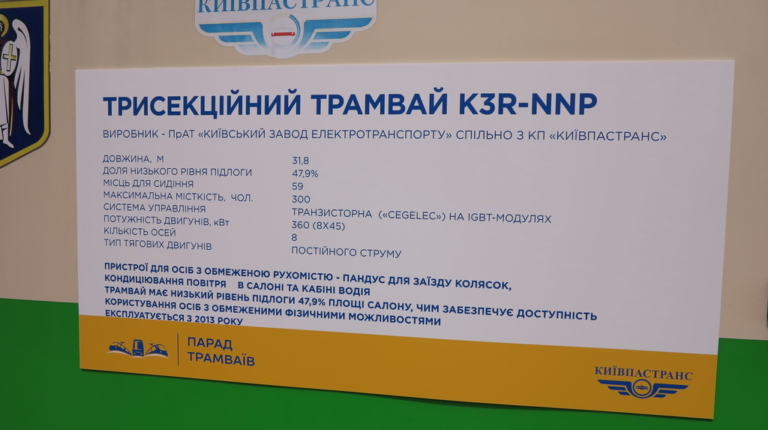 КИЇВПАСТРАНС
ТРИСЕКЦІЙНИЙ ТРАМВАЙ K3R-NNP
ВИРОБНИК - ПрАТ «КИЇВСЬКИЙ ЗАВОД ЕЛЕКТРОТРАНСПОРТУ» СПІЛЬНО З КП «КИЇВПАСТРАНС»
ДОВЖИНА, М 31,8
ДОЛЯ НИЗЬКОГО РІВНЯ ПІДЛОГИ 47,9%
МІСЦЬ ДЛЯ СИДІННЯ 59
МАКСИМАЛЬНА МІСТКІСТЬ, ЧОЛ. 300
СИСТЕМА УПРАВЛІННЯ ТРАНЗИСТОРНА («CEGELEC») НА IGBT-МОДУЛЯХ
ПОТУЖНІСТЬ ДВИГУНІВ, кВт 360 (8Х45)
КІЛЬКІСТЬ ОСЕЙ 8
ТИП ТЯГОВИХ ДВИГУНІВ ПОСТІЙНОГО СТРУМУ
ПРИСТРОЇ ДЛЯ ОСІБ З ОБМЕЖЕНОЮ РУХОМІСТЮ - ПАНДУС ДЛЯ ЗАЇЗДУ КОЛЯСОК,
КОНДИЦІЮВАННЯ ПОВІТРЯ В САЛОНІ ТА КАБІНІ ВОДІЯ
ТРАМВАЙ МАЄ НИЗЬКИЙ РІВЕНЬ ПІДЛОГИ 47,9% ПЛОЩІ САЛОНУ, ЧИМ ЗАБЕЗПЕЧУЄ ДОСТУПНІСТЬ
КОРИСТУВАННЯ ОСІБ З ОБМЕЖЕНИМИ ФІЗИЧНИМИ МОЖЛИВОСТЯМИ
ЕКСПЛУАТУЄТЬСЯ З 2013 РОКУ
ПАРАД
ТРАМВАЇВ
КИЇВПАСТРАНС